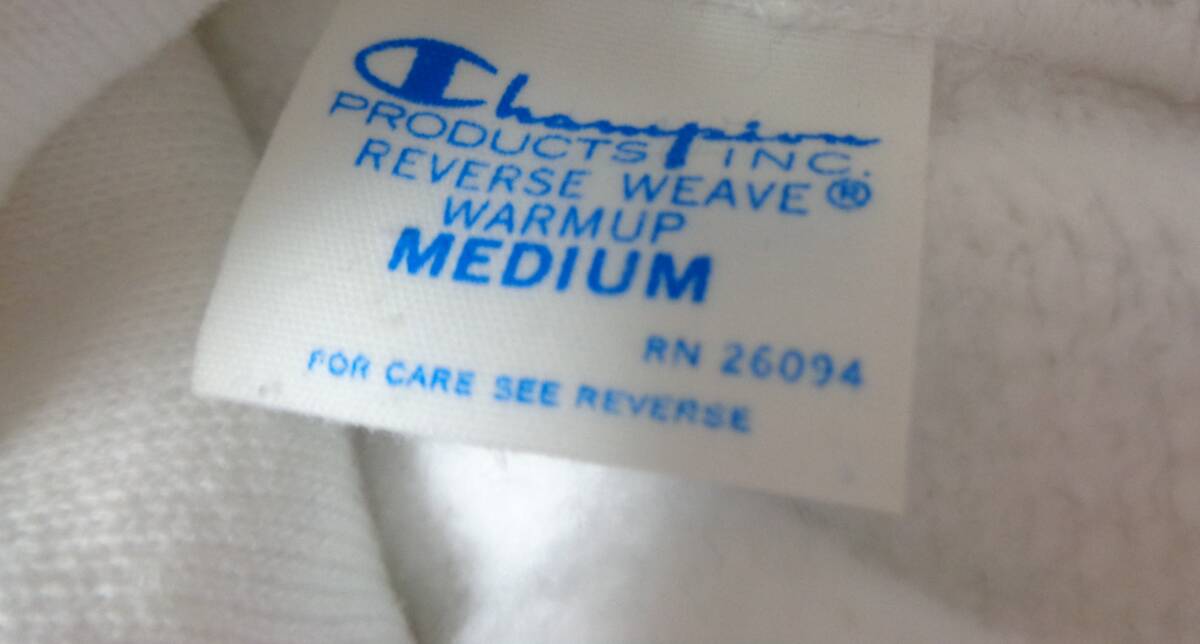 Champion
PRODUCTS INC.
REVERSE WEAVE®
WARMUP
MEDIUM
RN 26094
FOR CARE SEE REVERSE